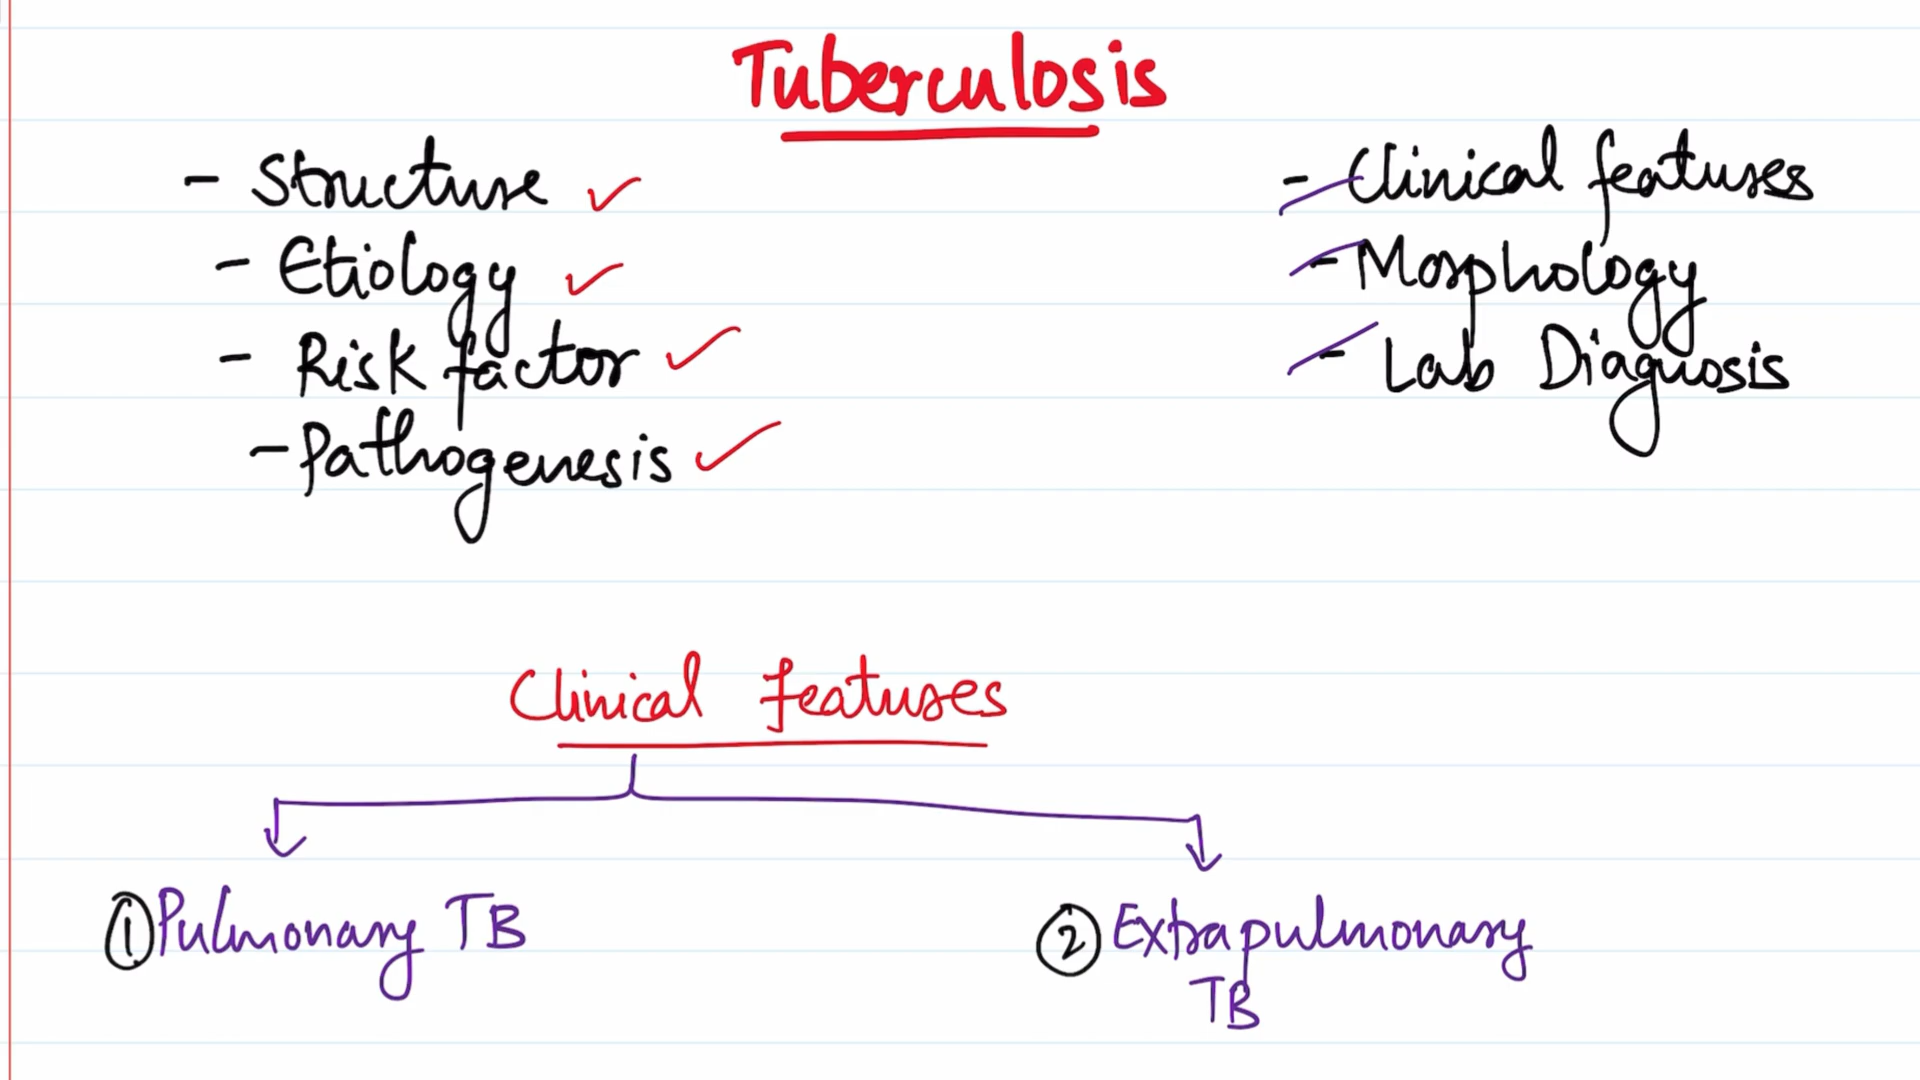 Tuberculosis
- Structure ✓
- Etiology ✓
- Risk factor ✓
- Pathogenesis ✓
- Clinical features
- Morphology
- Lab Diagnosis
Clinical features
① Pulmonary TB
② Extrapulmonary
TB